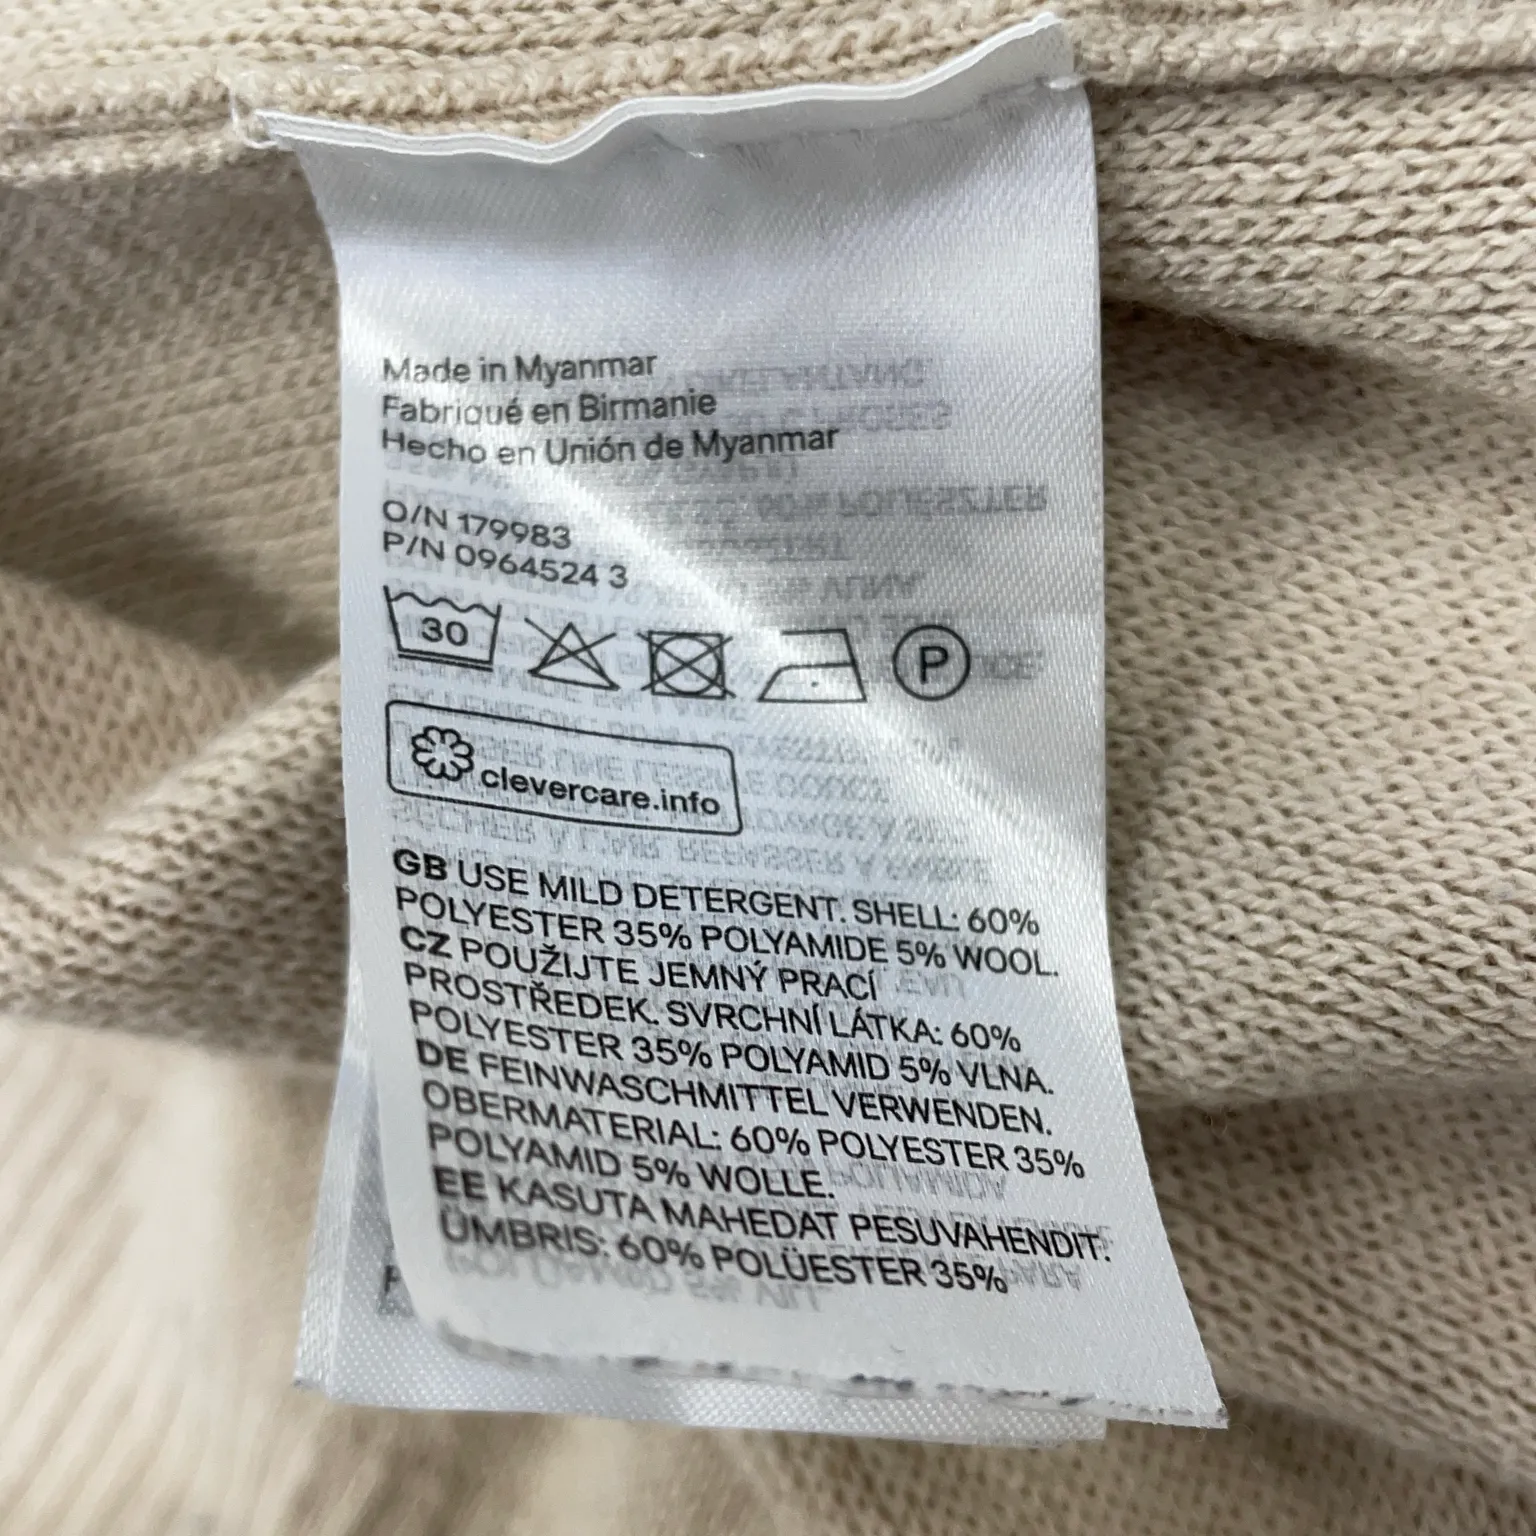 Made in Myanmar
Fabriqué en Birmanie
Hecho en Unión de Myanmar
O/N 179983
P/N 0964524 3
30
P
clevercare.info
GB USE MILD DETERGENT. SHELL: 60%
POLYESTER 35% POLYAMIDE 5% WOOL.
CZ POUŽIJTE JEMNÝ PRACÍ
PROSTŘEDEK. SVRCHNÍ LÁTKA: 60%
POLYESTER 35% POLYAMID 5% VLNA.
DE FEINWASCHMITTEL VERWENDEN.
OBERMATERIAL: 60% POLYESTER 35%
POLYAMID 5% WOLLE.
EE KASUTA MAHEDAT PESUVAHENDIT.
ÜMBRIS: 60% POLÜESTER 35%